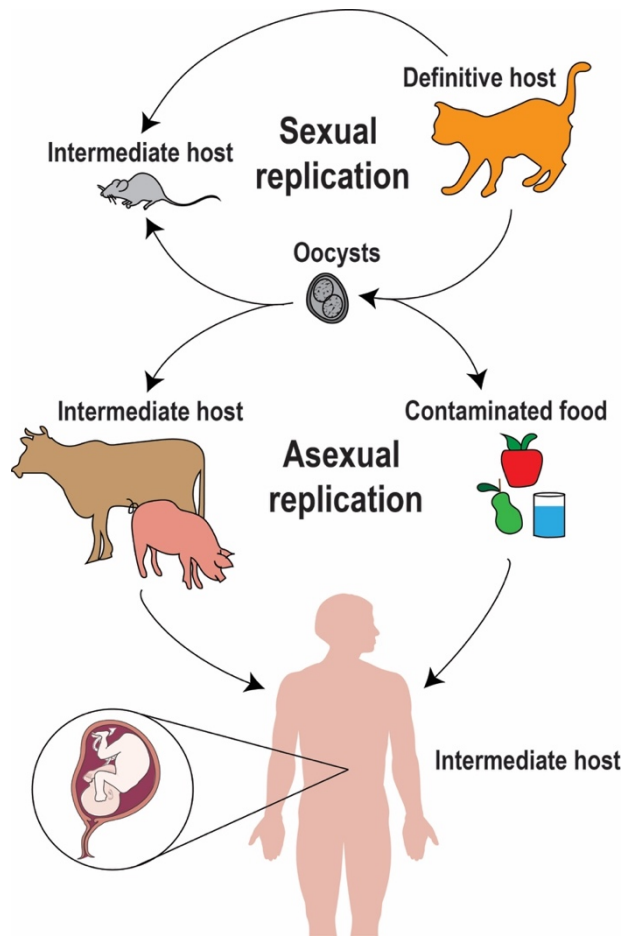 Definitive host
Sexual
replication
Intermediate host
Oocysts
Intermediate host
Contaminated food
Asexual
replication
Intermediate host